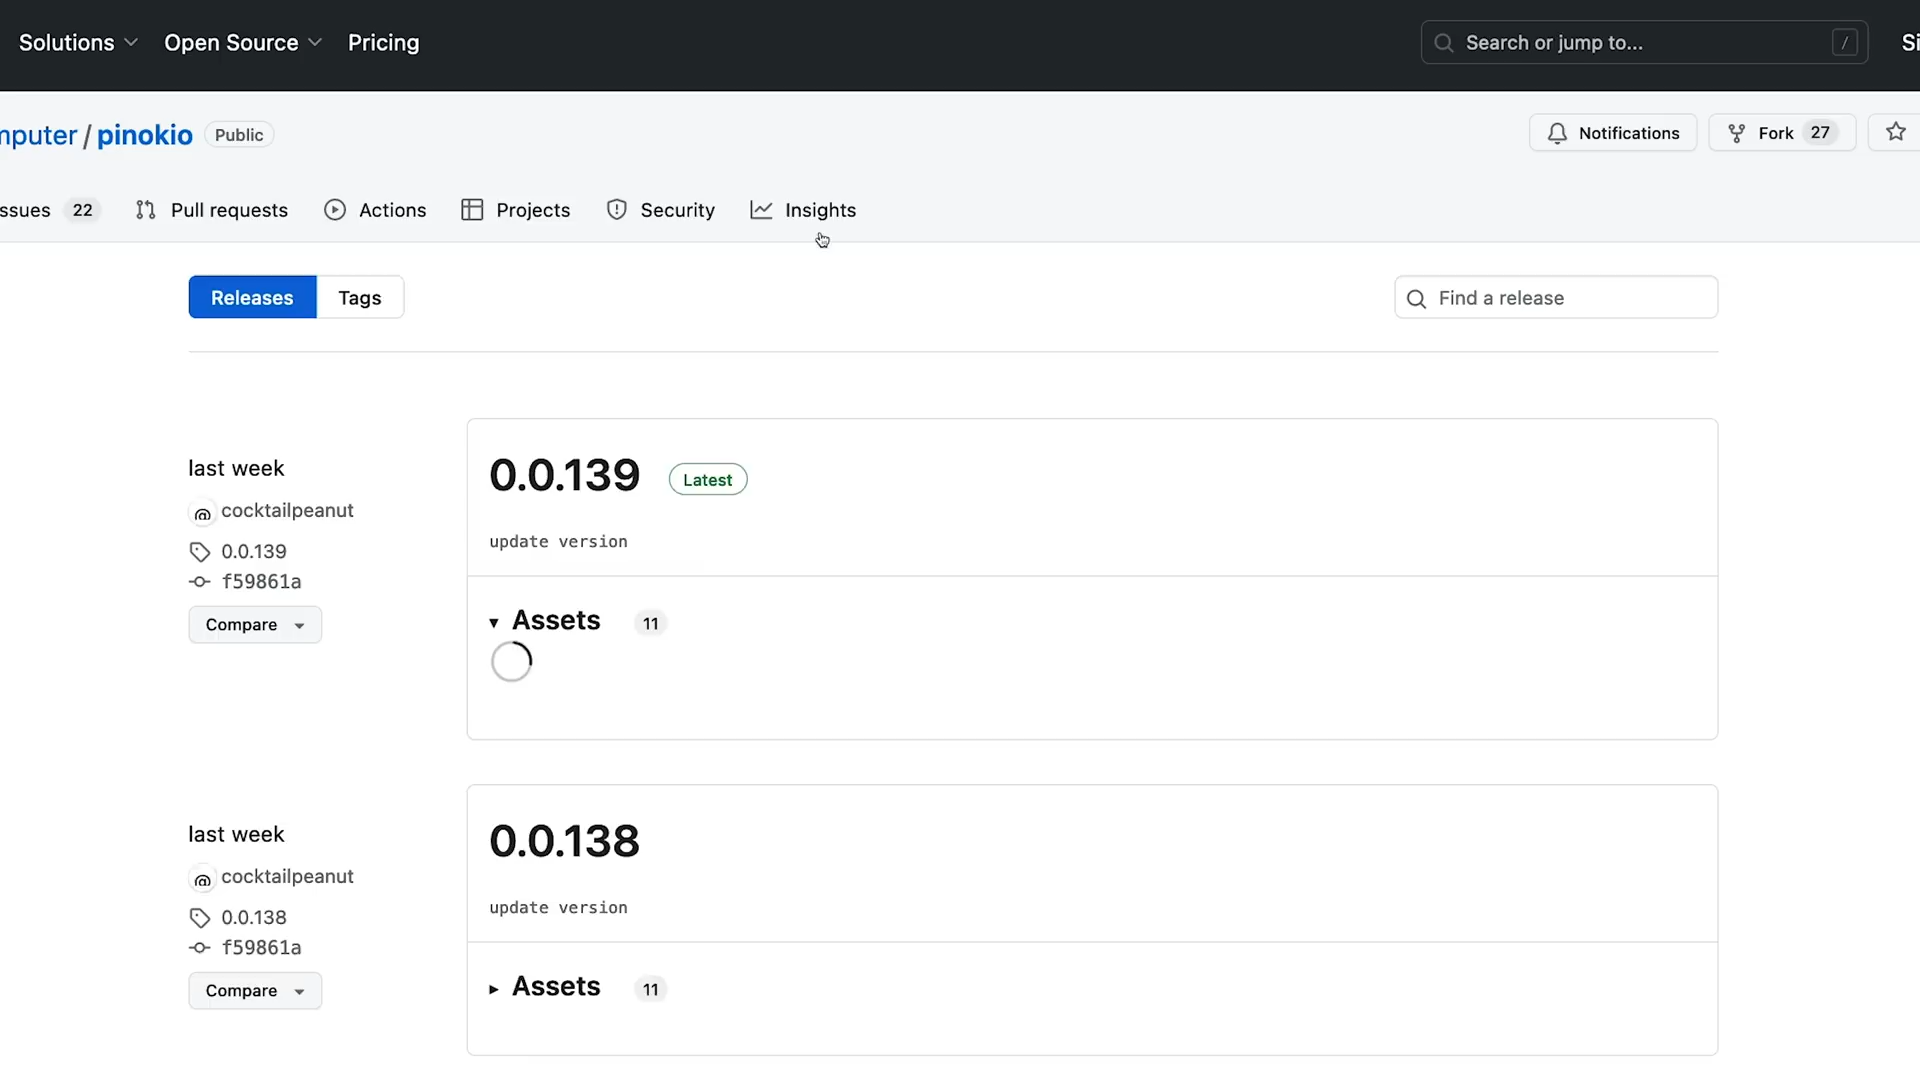 Solutions Open Source Pricing Search or jump to... / Si
mputer / pinokio Public Notifications Fork 27
ssues 22 Pull requests Actions Projects Security Insights
Releases Tags Find a release
last week
cocktailpeanut
0.0.139
f59861a
Compare
0.0.139 Latest
update version
Assets 11
last week
cocktailpeanut
0.0.138
f59861a
Compare
0.0.138
update version
Assets 11